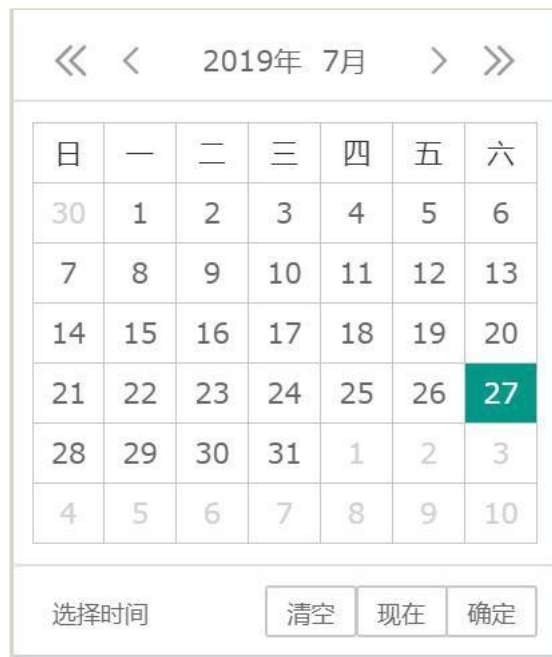 2019年 7月
日 一 二 三 四 五 六
30 1 2 3 4 5 6
7 8 9 10 11 12 13
14 15 16 17 18 19 20
21 22 23 24 25 26 27
28 29 30 31 1 2 3
4 5 6 7 8 9 10
选择时间 清空 现在 确定